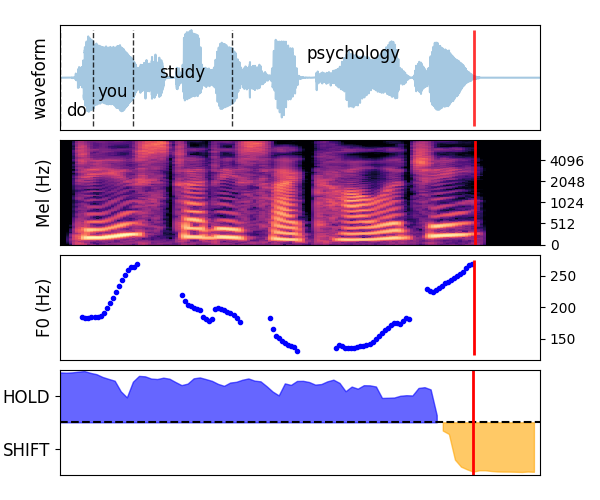 waveform
do
you
study
psychology
Mel (Hz)
4096
2048
1024
512
0
F0 (Hz)
250
200
150
HOLD
SHIFT